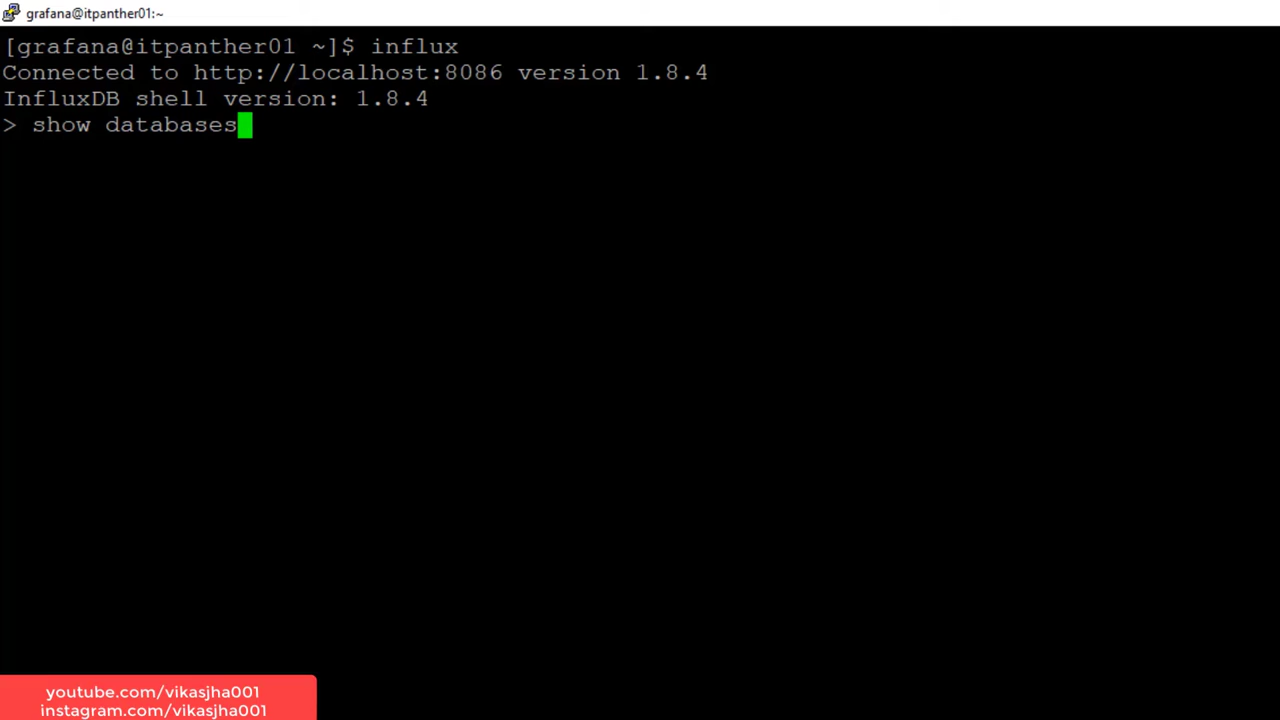 grafana@itpanther01:~
[grafana@itpanther01 ~]$ influx
Connected to http://localhost:8086 version 1.8.4
InfluxDB shell version: 1.8.4
> show databases
youtube.com/vikasjha001
instagram.com/vikasjha001